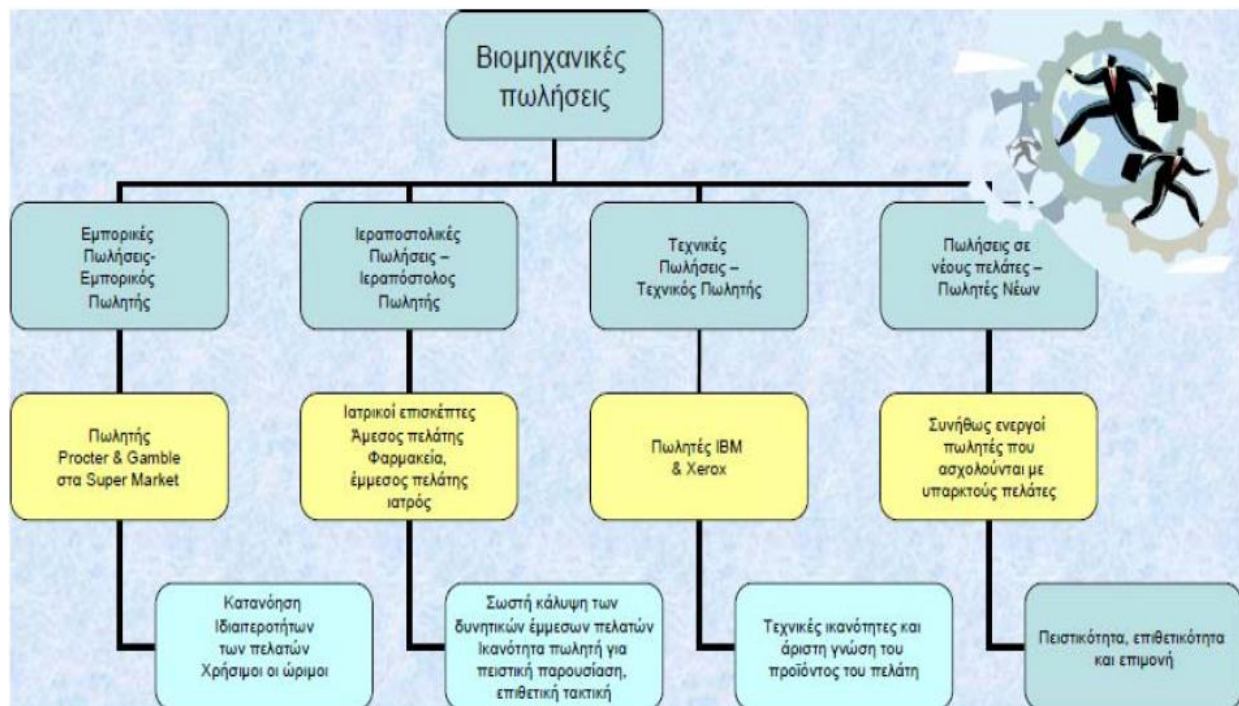 Βιομηχανικές
πωλήσεις
Εμπορικές
Πωλήσεις-
Εμπορικός
Πωλητής
Ιεραποστολικές
Πωλήσεις –
Ιεραπόστολος
Πωλητής
Τεχνικές
Πωλήσεις –
Τεχνικός Πωλητής
Πωλήσεις σε
νέους πελάτες –
Πωλητές Νέων
Πωλητής
Procter & Gamble
στα Super Market
Ιατρικοί επισκέπτες
Άμεσος πελάτης
Φαρμακεία,
έμμεσος πελάτης
ιατρός
Πωλητές IBM
& Xerox
Συνήθως ενεργοί
πωλητές που
ασχολούνται με
υπαρκτούς πελάτες
Κατανόηση
Ιδιαιτεροτήτων
των πελατών
Χρήσιμοι οι ώριμοι
Σωστή κάλυψη των
δυνητικών έμμεσων πελατών
Ικανότητα πωλητή για
πειστική παρουσίαση,
επιθετική τακτική
Τεχνικές ικανότητες και
άριστη γνώση του
προϊόντος του πελάτη
Πειστικότητα, επιθετικότητα
και επιμονή